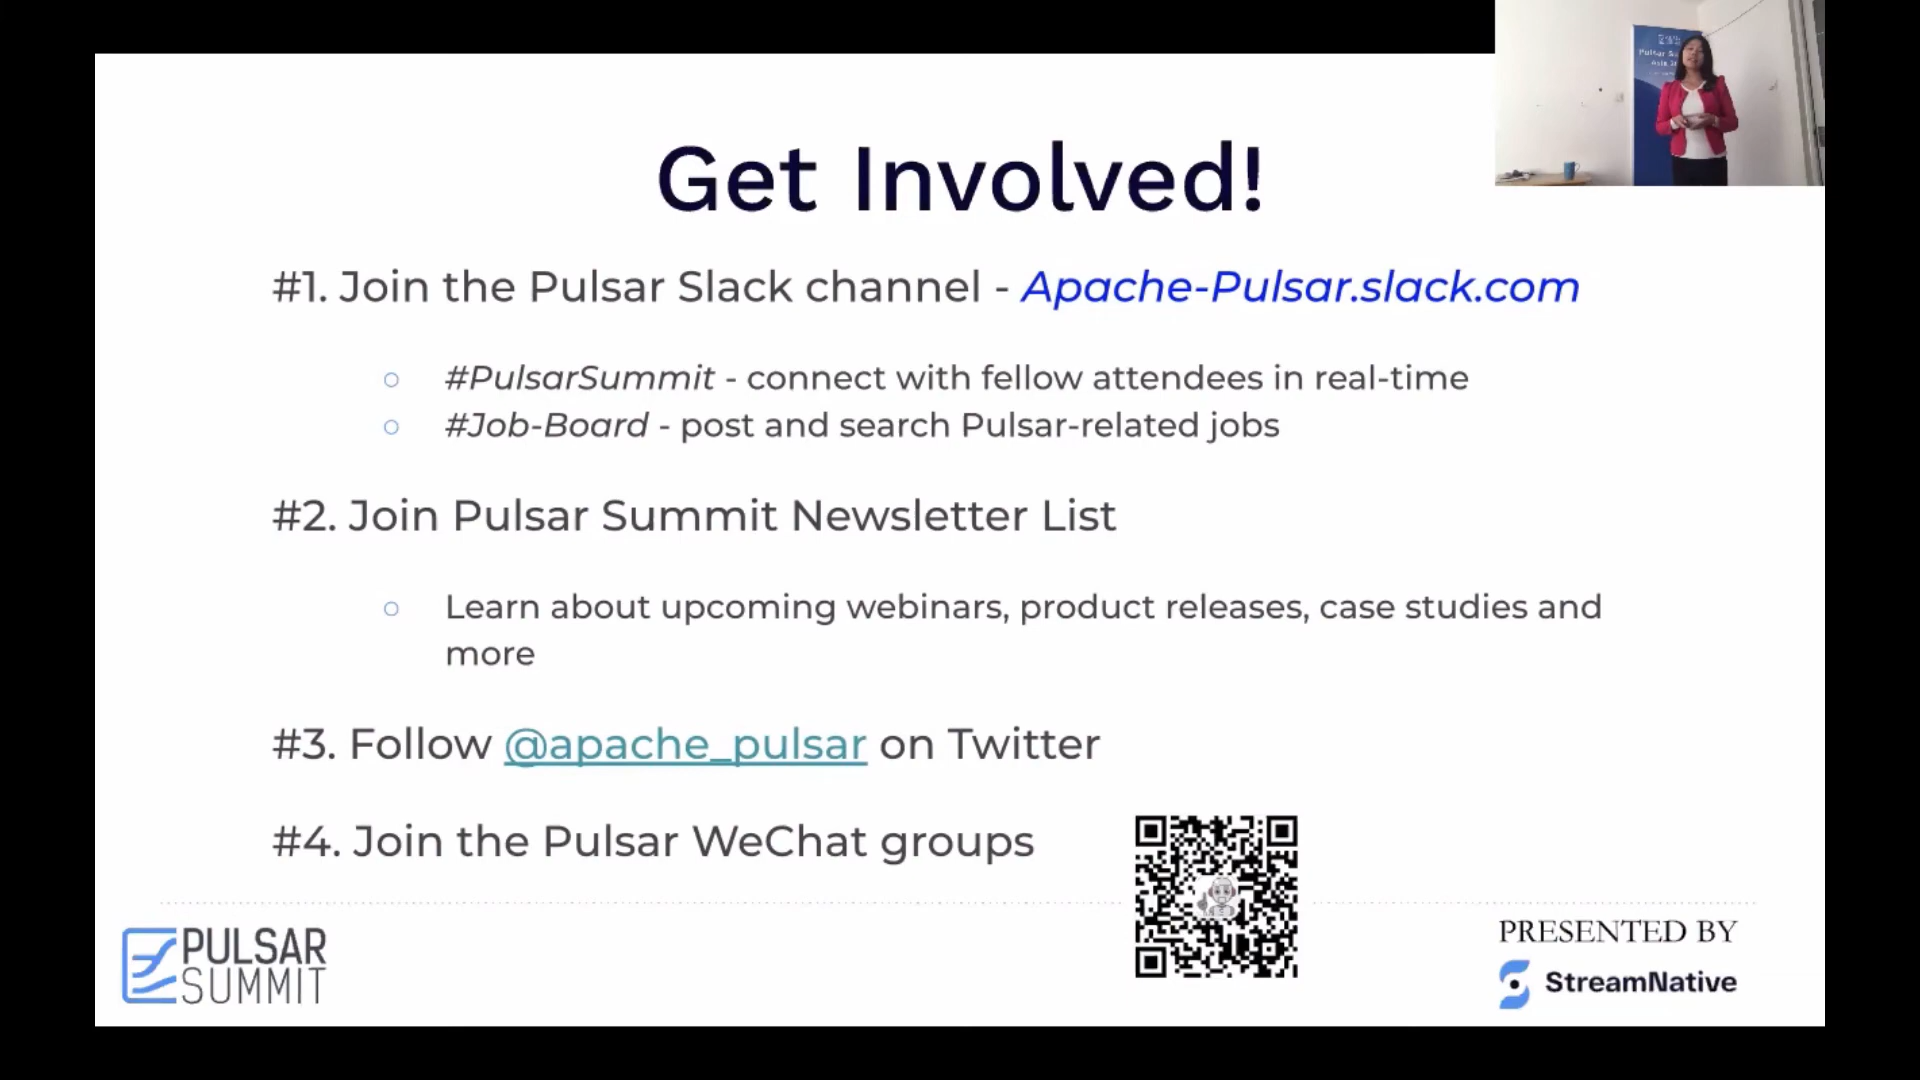 Get Involved!
#1. Join the Pulsar Slack channel - Apache-Pulsar.slack.com
#PulsarSummit - connect with fellow attendees in real-time
#Job-Board - post and search Pulsar-related jobs
#2. Join Pulsar Summit Newsletter List
Learn about upcoming webinars, product releases, case studies and
more
#3. Follow @apache_pulsar on Twitter
#4. Join the Pulsar WeChat groups
PULSAR
SUMMIT
PRESENTED BY
StreamNative